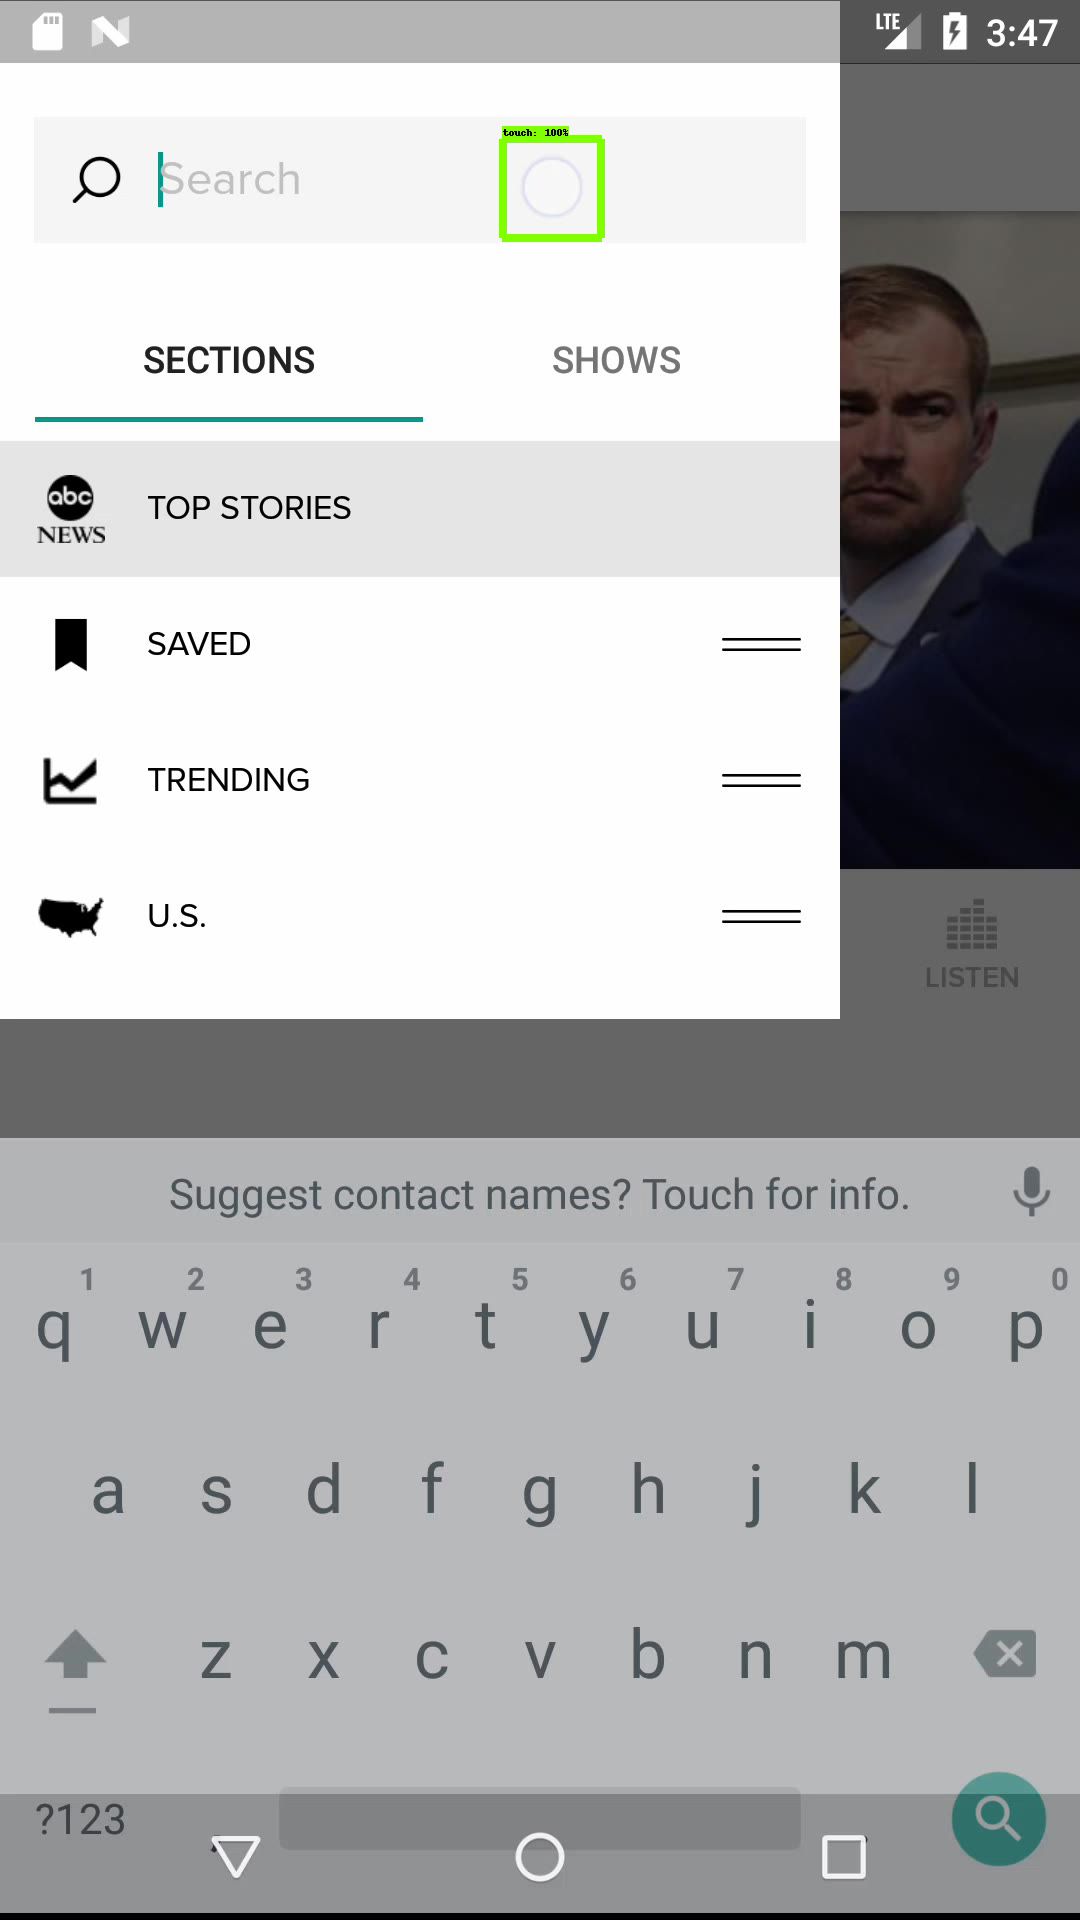 LTE 3:47
touch: 100%
Search
SECTIONS SHOWS
abc NEWS
TOP STORIES
SAVED
TRENDING
U.S.
LISTEN
Suggest contact names? Touch for info.
1 2 3 4 5 6 7 8 9 0
q w e r t y u i o p
a s d f g h j k l
z x c v b n m
?123